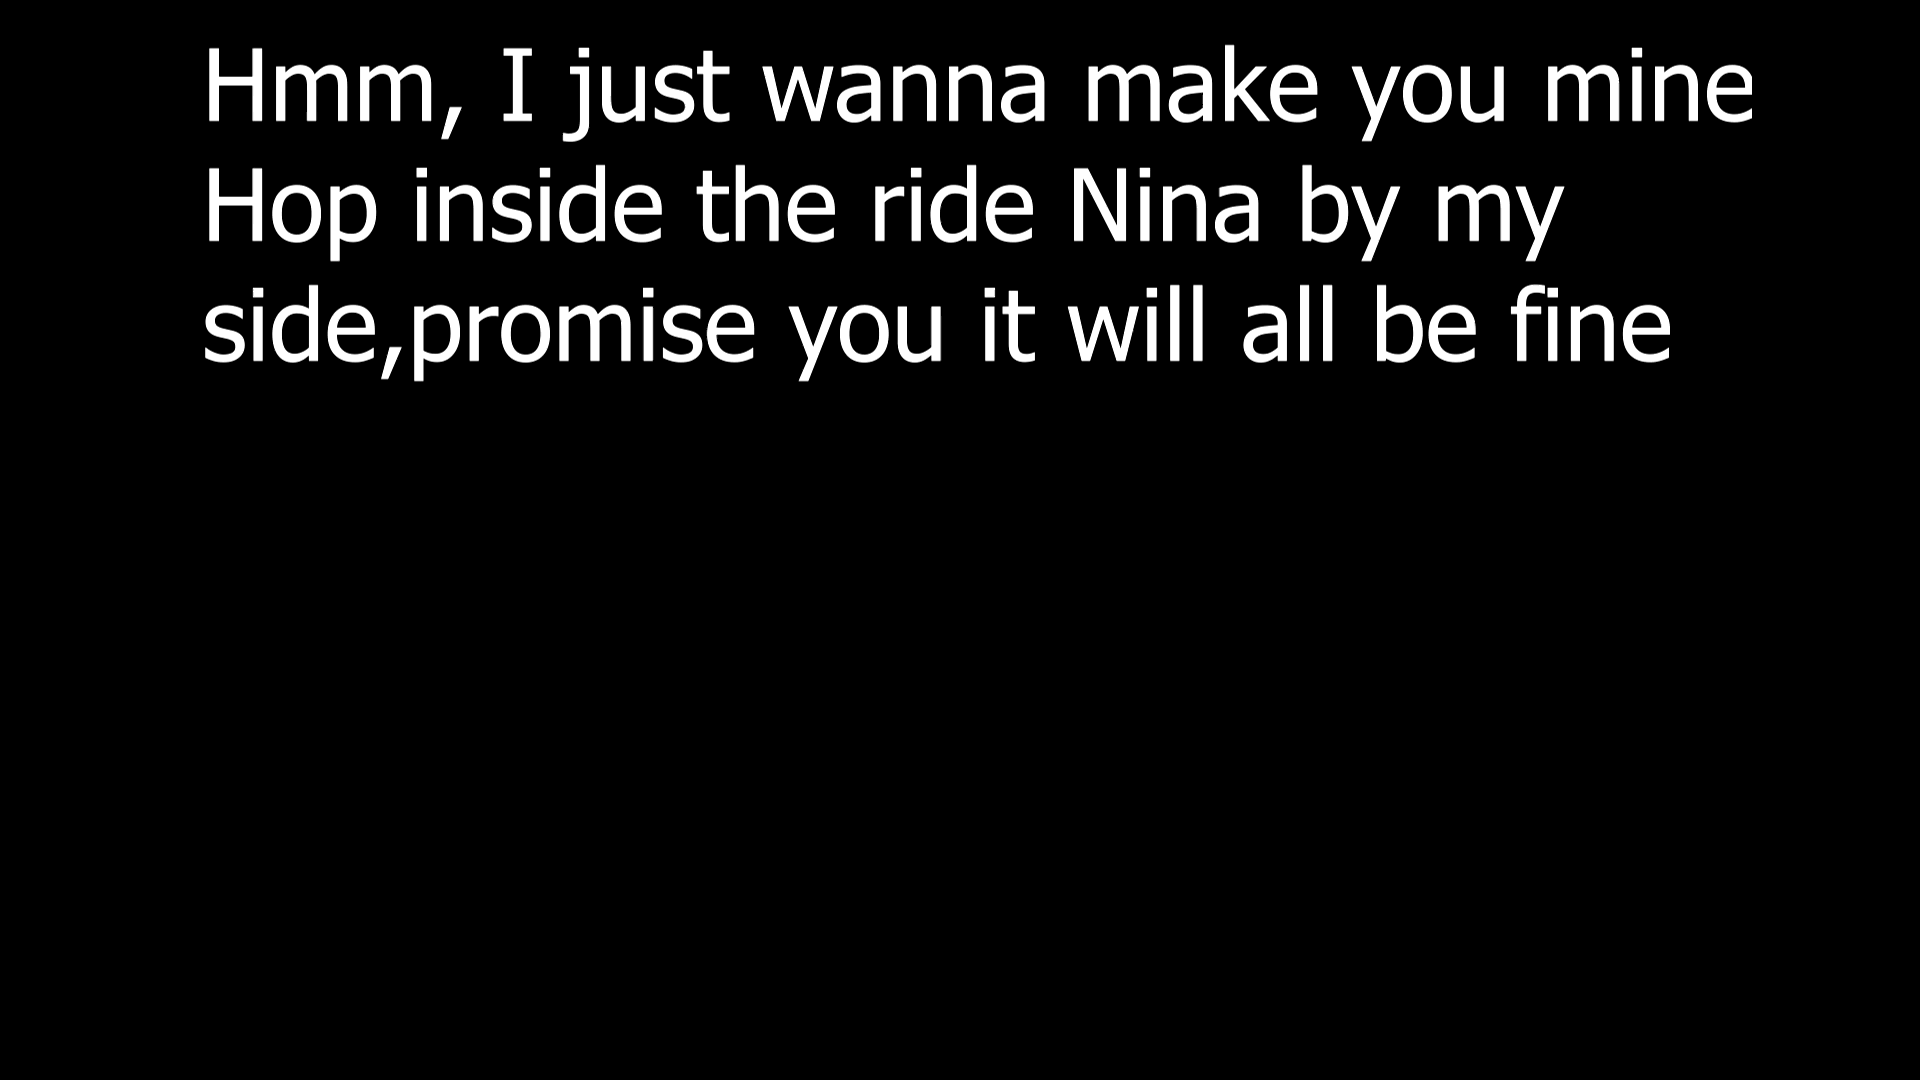 Hmm, I just wanna make you mine
Hop inside the ride Nina by my
side,promise you it will all be fine